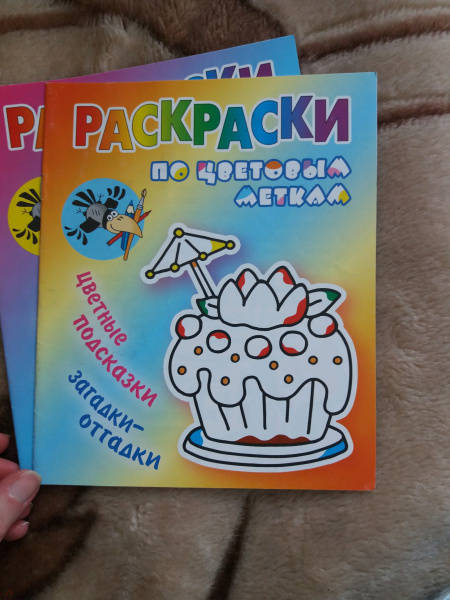 РАСКРАСКИ
ПО ЦВЕТОВЫМ
МЕТКАМ
ЦВЕТНЫЕ
ПОДСКАЗКИ
ЗАГАДКИ-
ОТГАДКИ